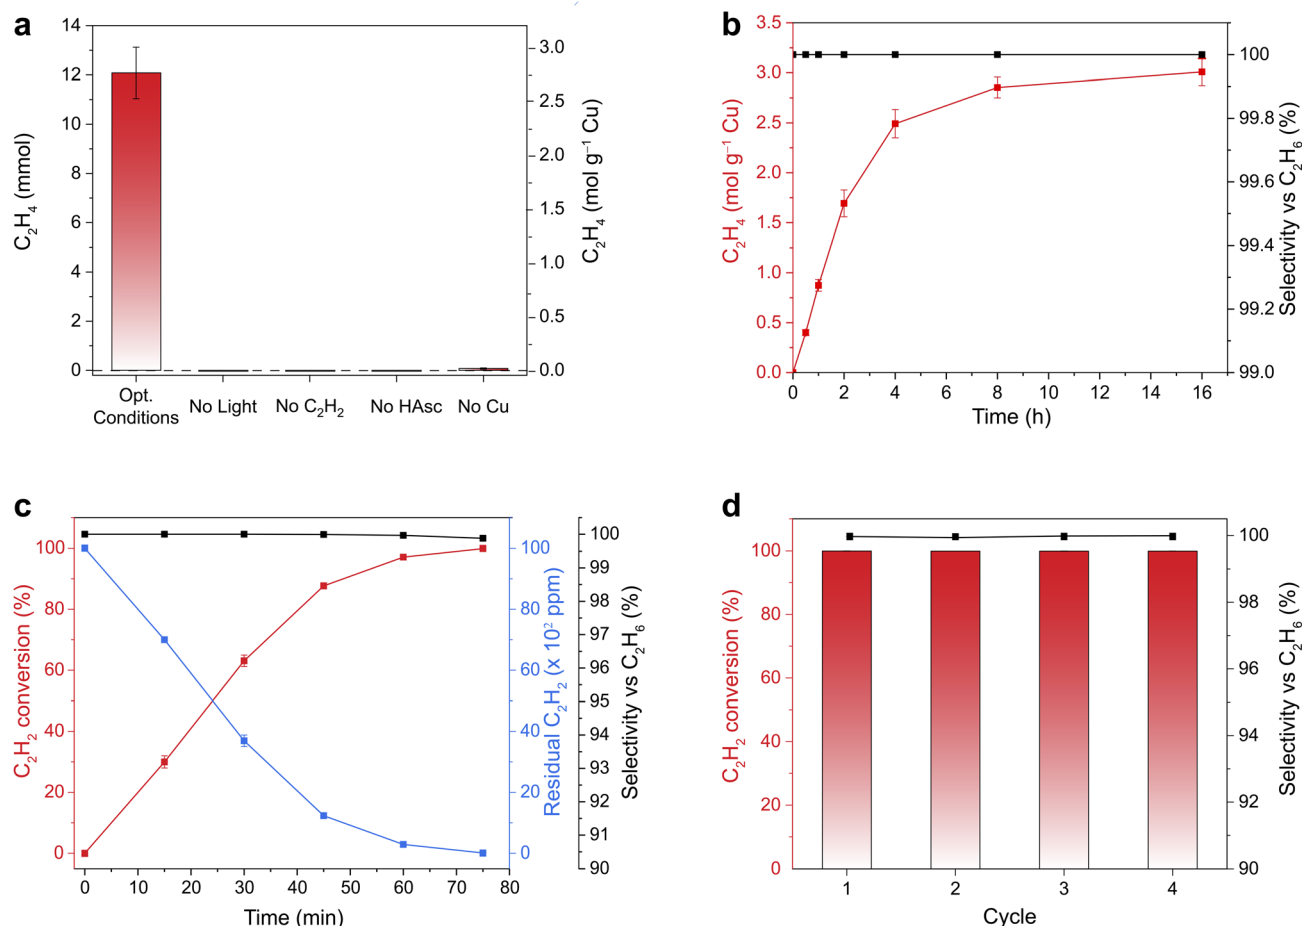 a
14
12
10
8
6
4
2
0
C₂H₄ (mmol)
3.0
2.5
2.0
1.5
1.0
0.5
0.0
C₂H₄ (mol g⁻¹ Cu)
Opt.
Conditions
No Light
No C₂H₂
No HAsc
No Cu
b
3.5
3.0
2.5
2.0
1.5
1.0
0.5
0.0
C₂H₄ (mol g⁻¹ Cu)
100
99.8
99.6
99.4
99.2
99.0
Selectivity vs C₂H₆ (%)
0 2 4 6 8 10 12 14 16
Time (h)
c
100
80
60
40
20
0
C₂H₂ conversion (%)
100
80
60
40
20
0
Residual C₂H₂ (x 10² ppm)
100
99
98
97
96
95
94
93
92
91
90
Selectivity vs C₂H₆ (%)
0 10 20 30 40 50 60 70 80
Time (min)
d
100
80
60
40
20
0
C₂H₂ conversion (%)
100
98
96
94
92
90
Selectivity vs C₂H₆ (%)
1 2 3 4
Cycle